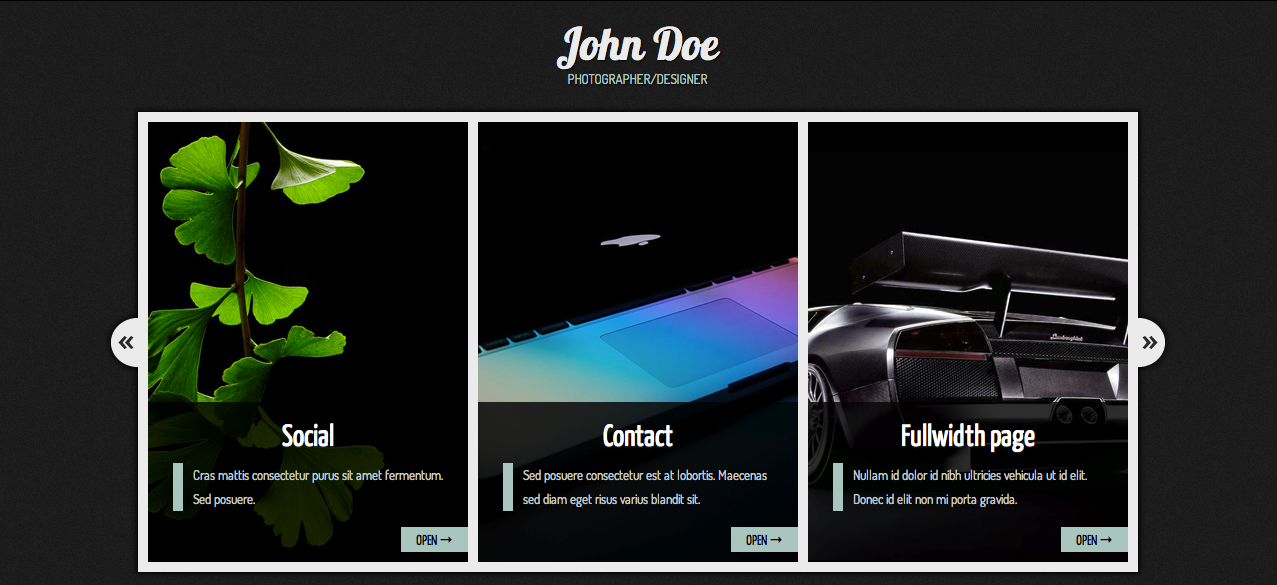 John Doe
PHOTOGRAPHER/DESIGNER
«
»
Lamborghini
Social
Cras mattis consectetur purus sit amet fermentum.
Sed posuere.
OPEN →
Contact
Sed posuere consectetur est at lobortis. Maecenas
sed diam eget risus varius blandit sit.
OPEN →
Fullwidth page
Nullam id dolor id nibh ultricies vehicula ut id elit.
Donec id elit non mi porta gravida.
OPEN →